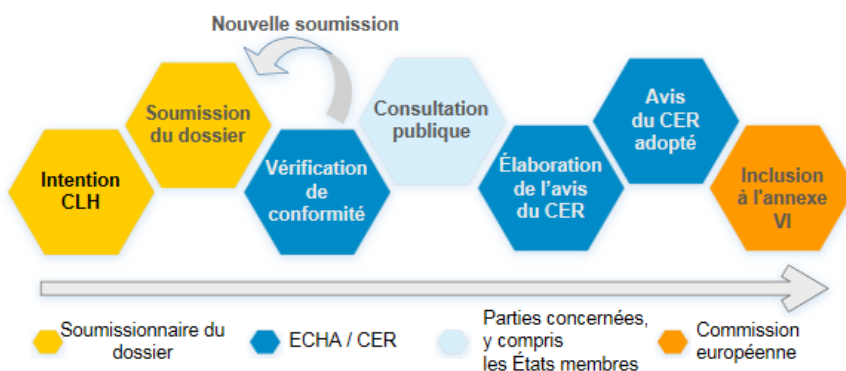 Nouvelle soumission
Intention
CLH
Soumission
du dossier
Vérification
de
conformité
Consultation
publique
Élaboration
de l'avis
du CER
Avis
du CER
adopté
Inclusion
à l'annexe
VI
Soumissionnaire du
dossier
ECHA / CER
Parties concernées,
y compris
les États membres
Commission
européenne